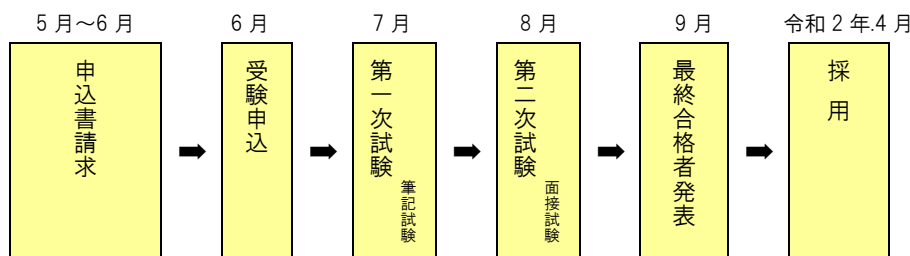 ５月～６月
６月
７月
８月
９月
令和２年.４月
申込書請求
受験申込
第一次試験
筆記試験
第二次試験
面接試験
最終合格者発表
採用